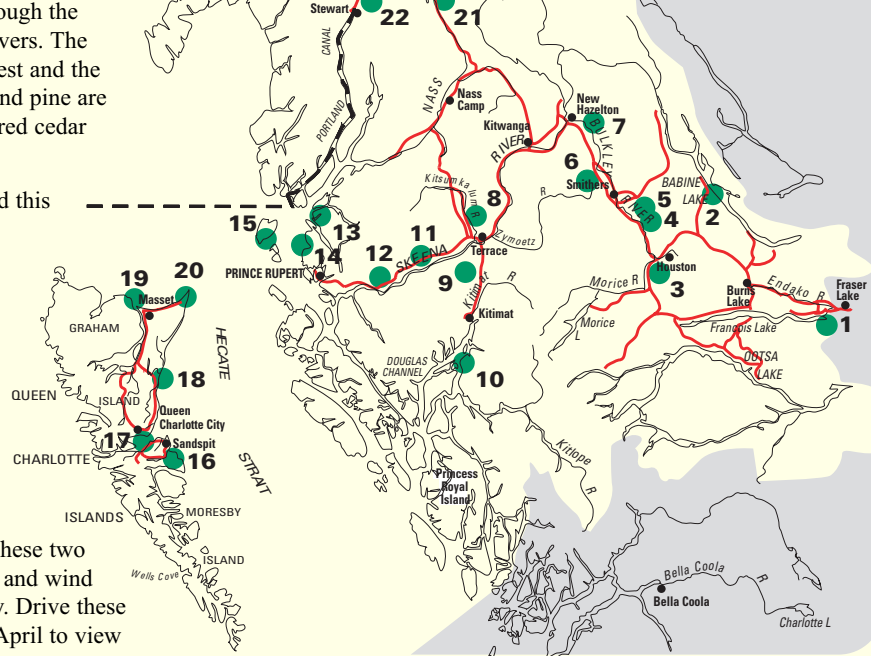 ough the
vers. The
est and the
nd pine are
red cedar
d this
hese two
and wind
y. Drive these
April to view
Stewart
22
21
CANAL
PORTLAND
NASS
Nass
Camp
New
Hazelton
7
Kitwanga
RIVER
BULKLEY
RIVER
6
Smithers
5
4
BABINE
LAKE
2
Kitsumkalum R
8
R
Zymoetz
Terrace
15
13
14
PRINCE RUPERT
12
11
SKEENA
9
Kitimat
R
Kitimat
Houston
3
Morice R
Morice
L
Burns
Lake
Endako
R
Fraser
Lake
1
Francois Lake
OOTSA
LAKE
19
20
Masset
GRAHAM
HECATE
18
QUEEN
ISLAND
Queen
Charlotte City
17
Sandspit
CHARLOTTE
16
STRAIT
ISLANDS
MORESBY
ISLAND
Wells Cove
DOUGLAS
CHANNEL
10
Princess
Royal
Island
Kitlope
R
Bella Coola
R
Bella Coola
Charlotte L